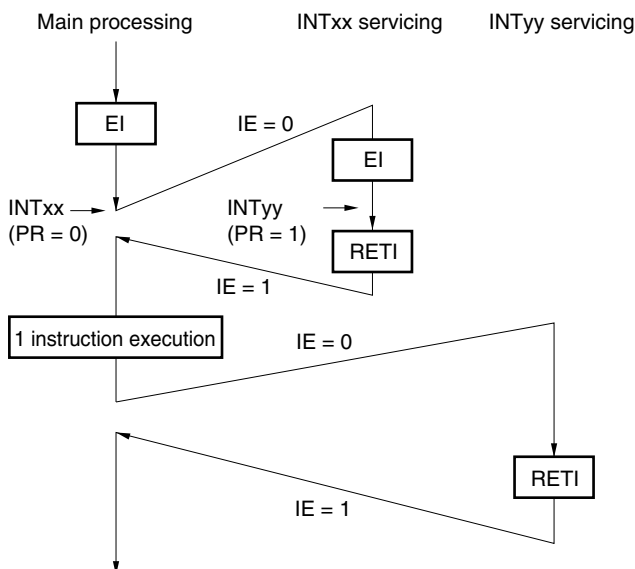 Main processing
INTxx servicing
INTyy servicing
EI
IE = 0
EI
INTxx
(PR = 0)
INTyy
(PR = 1)
RETI
IE = 1
1 instruction execution
IE = 0
RETI
IE = 1